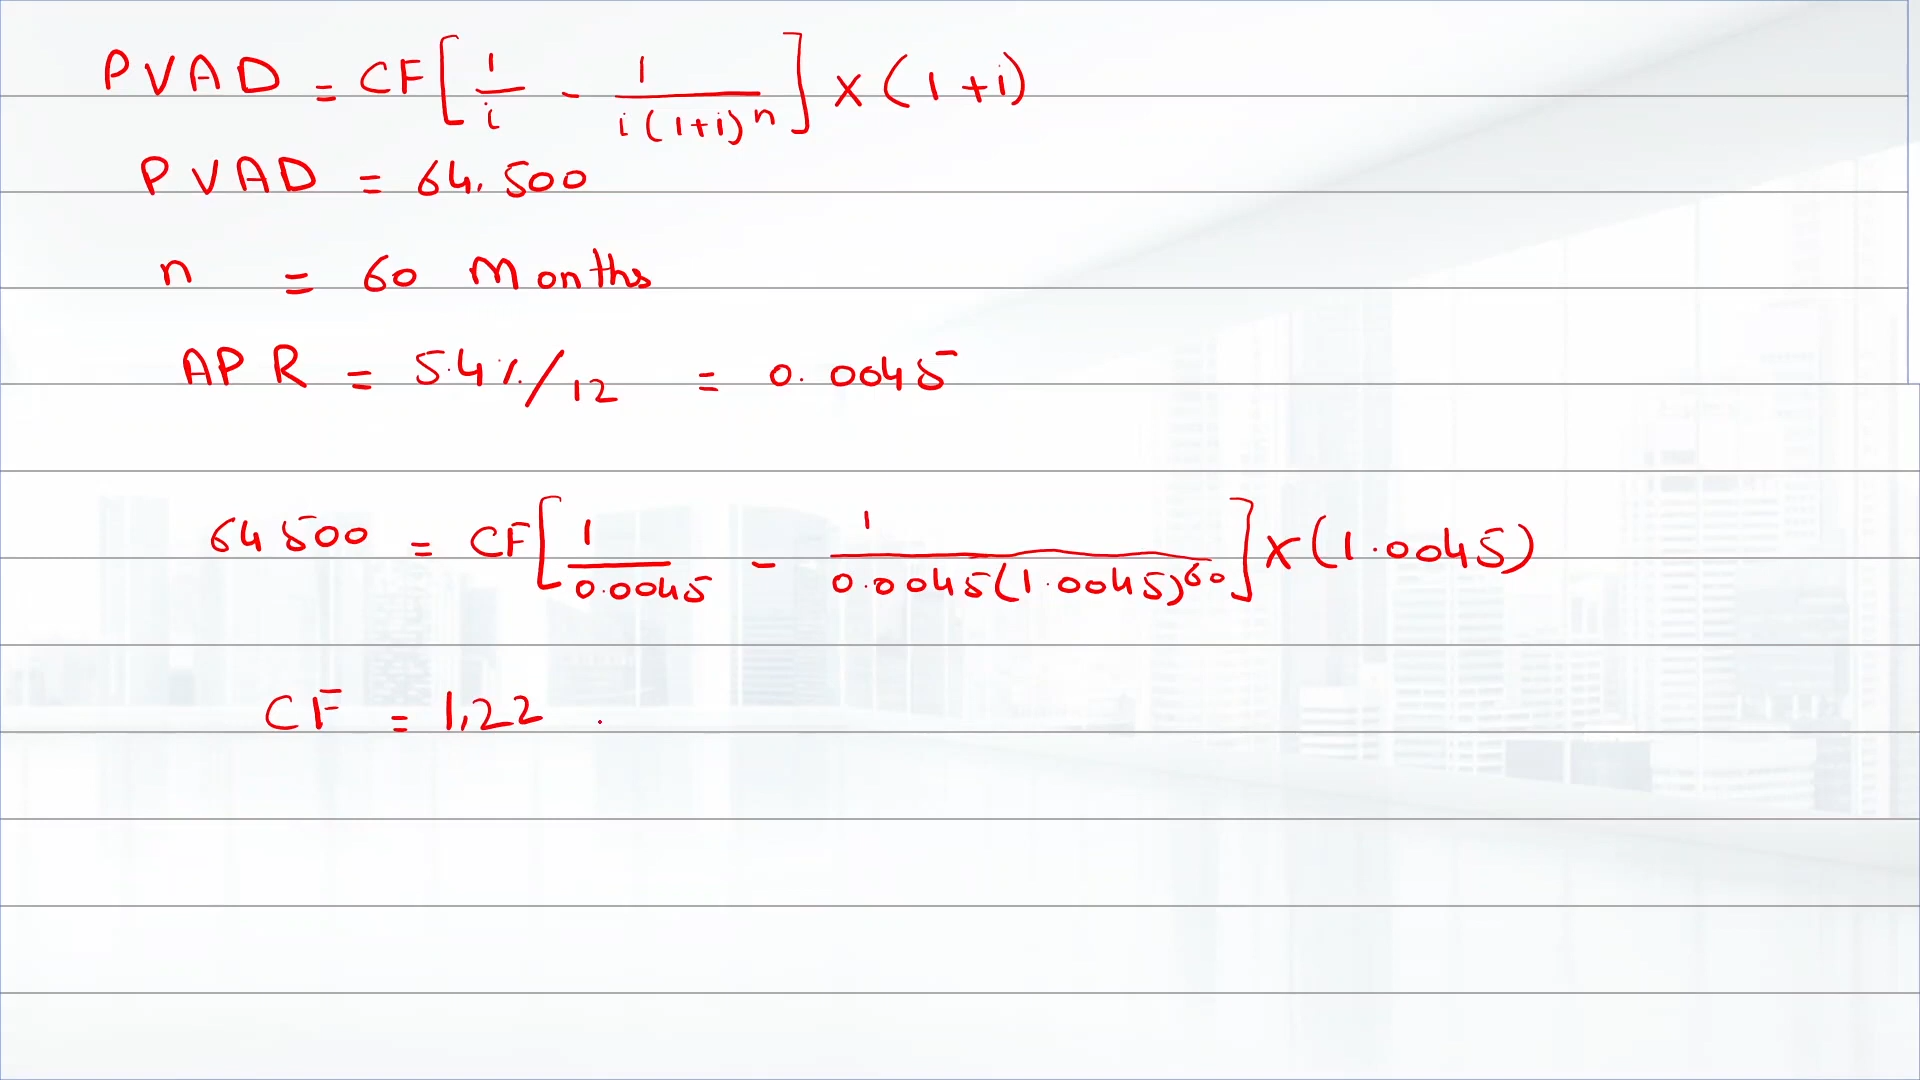 PVAD = CF[1/i - 1/i(1+i)^n] x (1+i)
PVAD = 64,500
n = 60 Months
APR = 5.4%/12 = 0.0045
64500 = CF[1/0.0045 - 1/0.0045(1.0045)^60] x (1.0045)
CF = 1,22 .